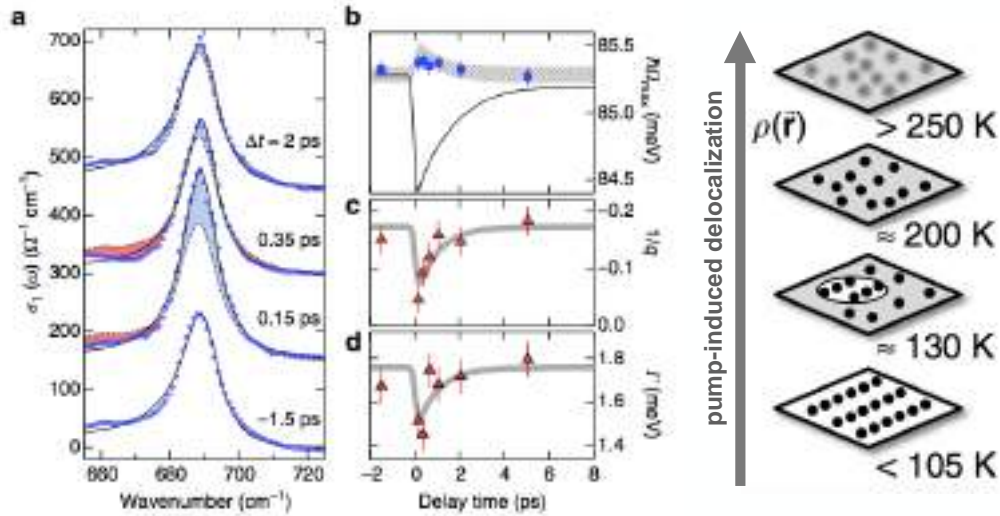 a
700
600
500
400
300
200
100
0
σ₁ (ω) (Ω⁻¹ cm⁻¹)
Δt = 2 ps
0.35 ps
0.15 ps
−1.5 ps
660 680 700 720
Wavenumber (cm⁻¹)
b
85.5
85.0
84.5
ħΩmax (meV)
c
−0.2
−0.1
0.0
1/q
d
1.8
1.6
1.4
Γ (meV)
−2 0 2 4 6 8
Delay time (ps)
pump-induced delocalization
ρ(r⃗)
> 250 K
≈ 200 K
≈ 130 K
< 105 K